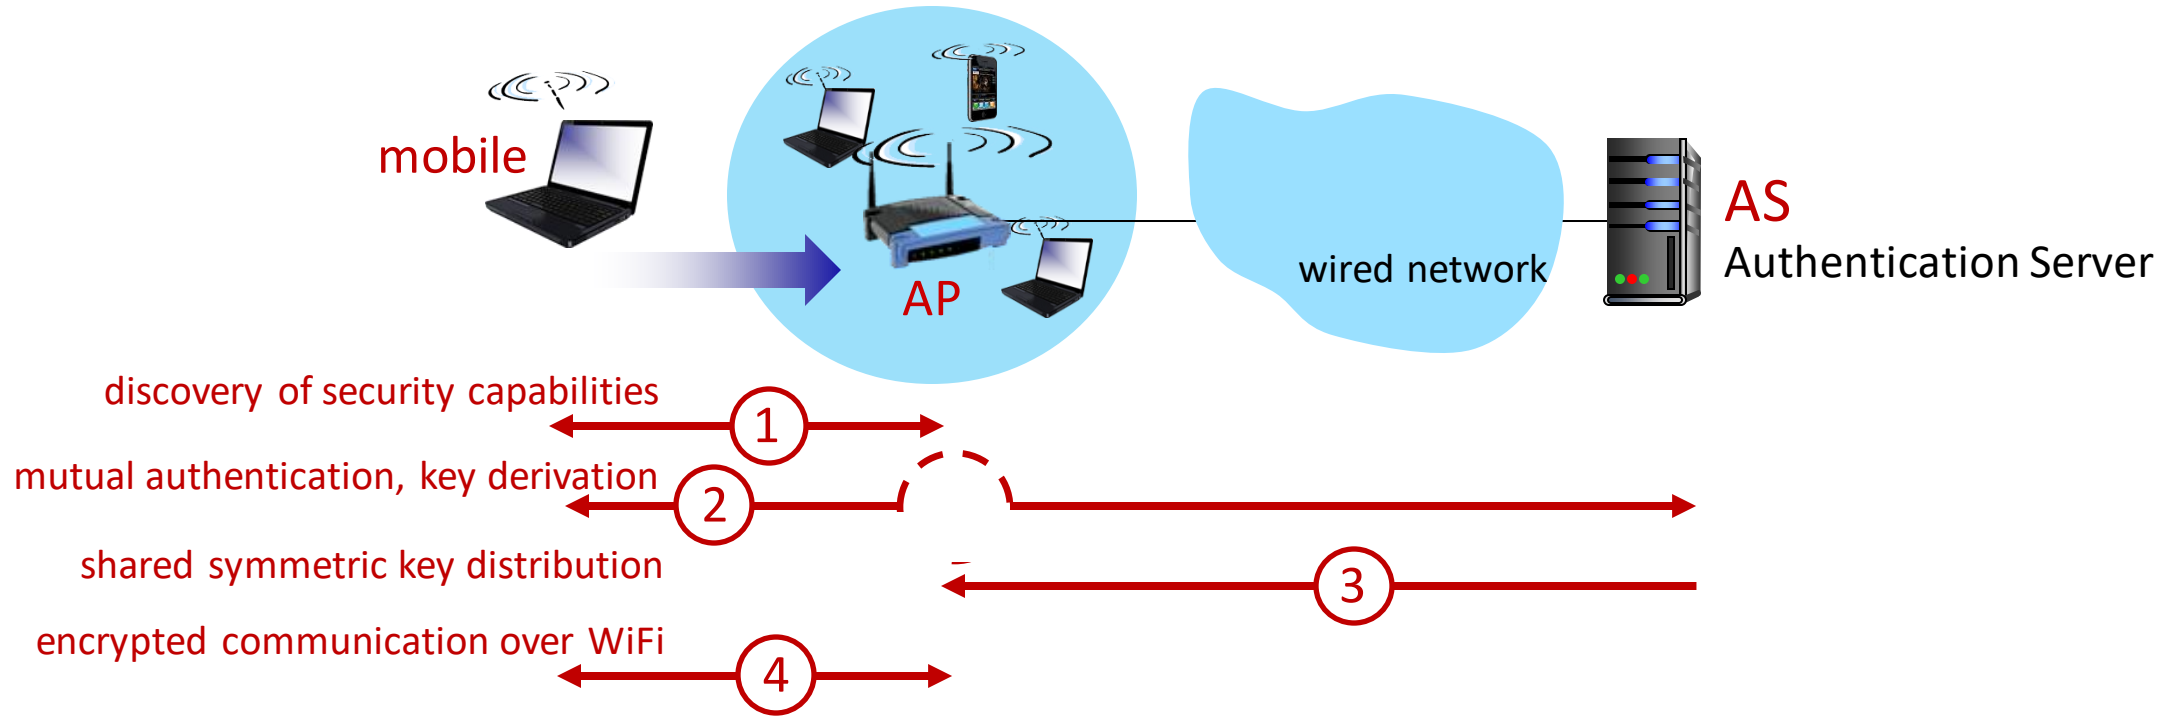 mobile
AP
wired network
AS
Authentication Server
discovery of security capabilities
1
mutual authentication, key derivation
2
shared symmetric key distribution
3
encrypted communication over WiFi
4